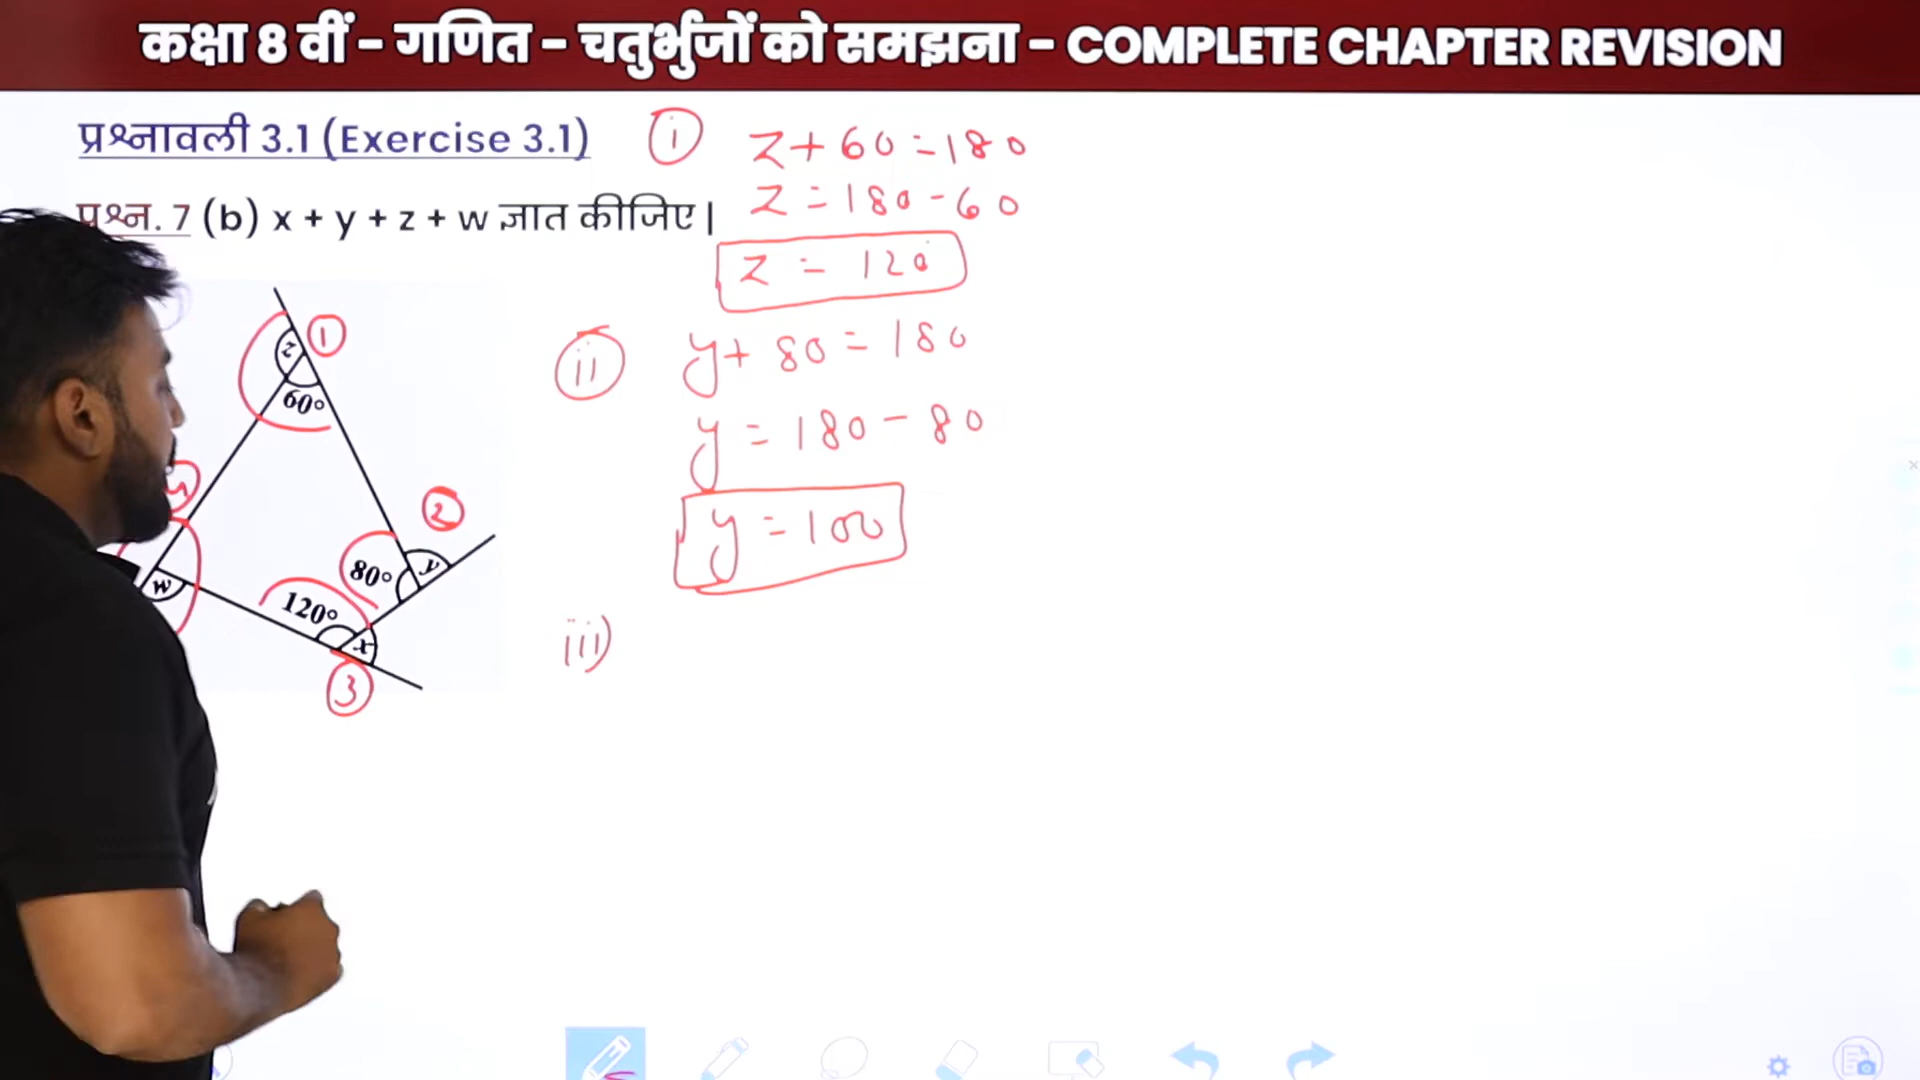 कक्षा 8 वीं - गणित - चतुर्भुजों को समझना - COMPLETE CHAPTER REVISION
प्रश्नावली 3.1 (Exercise 3.1)
प्रश्न. 7 (b) x + y + z + w ज्ञात कीजिए |
i z + 60 = 180
z = 180 - 60
z = 120
ii y + 80 = 180
y = 180 - 80
y = 100
iii)
1
z
60°
2
80°
y
w
120°
x
3